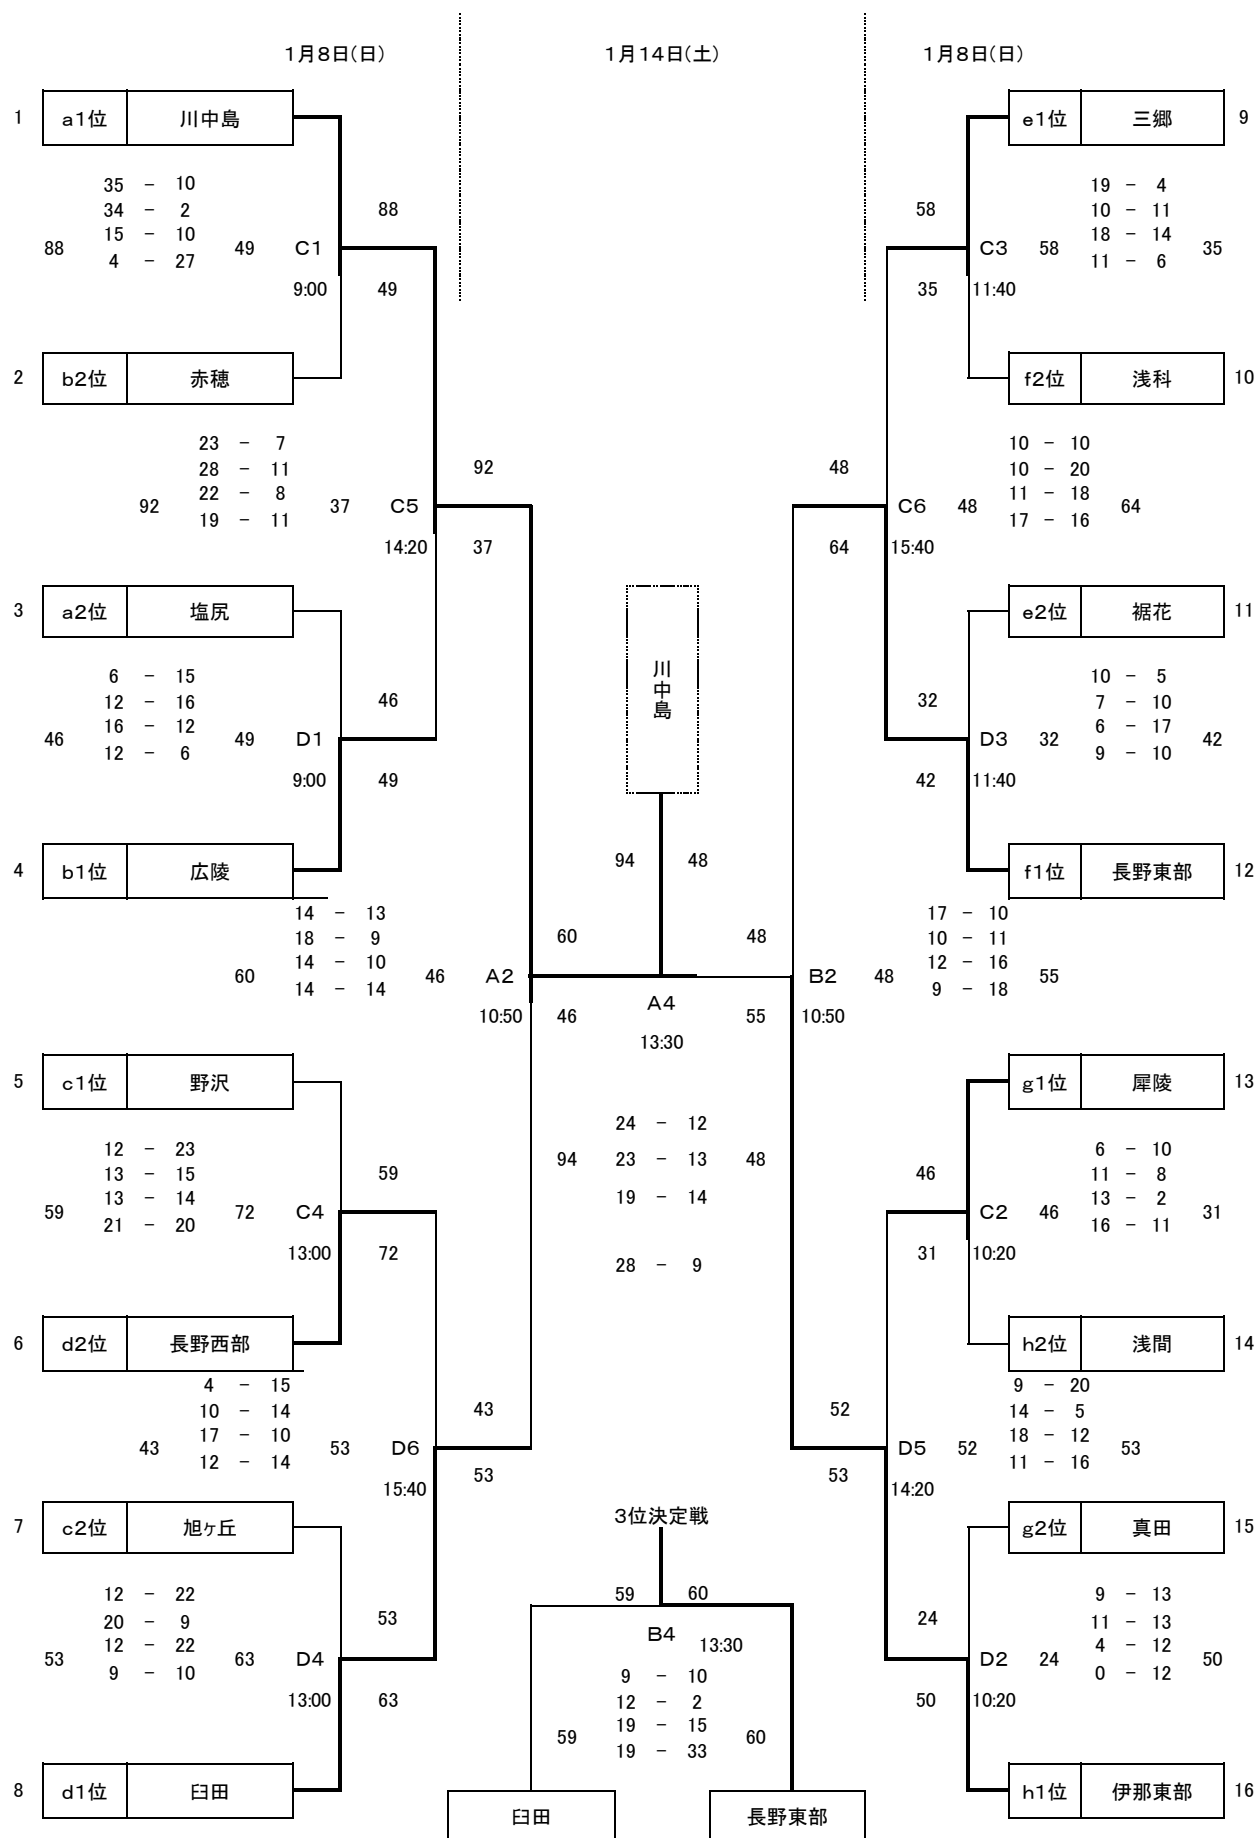 1月8日(日) 1月14日(土) 1月8日(日)
1 a1位 川中島 e1位 三郷 9
35 － 10 19 － 4
34 － 2 88 58 10 － 11
88 15 － 10 49 C1 C3 58 18 － 14 35
4 － 27 11 － 6
9:00 49 35 11:40
2 b2位 赤穂 f2位 浅科 10
23 － 7 10 － 10
28 － 11 92 48 10 － 20
92 22 － 8 37 C5 C6 48 11 － 18 64
19 － 11 17 － 16
14:20 37 64 15:40
3 a2位 塩尻 e2位 裾花 11
川中島
6 － 15 10 － 5
12 － 16 46 32 7 － 10
46 16 － 12 49 D1 D3 32 6 － 17 42
12 － 6 9 － 10
9:00 49 42 11:40
4 b1位 広陵 94 48 f1位 長野東部 12
14 － 13 17 － 10
18 － 9 60 48 10 － 11
60 14 － 10 46 A2 B2 48 12 － 16 55
14 － 14 9 － 18
10:50 46 A4 55 10:50
13:30
5 c1位 野沢 g1位 犀陵 13
24 － 12
12 － 23 6 － 10
13 － 15 59 94 23 － 13 48 46 11 － 8
13 － 14 19 － 14 13 － 2
59 21 － 20 72 C4 C2 46 16 － 11 31
13:00 72 28 － 9 31 10:20
6 d2位 長野西部 h2位 浅間 14
4 － 15 9 － 20
10 － 14 43 52 14 － 5
43 17 － 10 53 D6 D5 52 18 － 12 53
12 － 14 11 － 16
15:40 53 53 14:20
3位決定戦
7 c2位 旭ヶ丘 g2位 真田 15
12 － 22 59 60 9 － 13
20 － 9 53 24 11 － 13
53 12 － 22 63 D4 B4 13:30 D2 24 4 － 12 50
9 － 10 0 － 12
9 － 10
13:00 63 12 － 2 50 10:20
59 19 － 15 60
19 － 33
8 d1位 臼田 h1位 伊那東部 16
臼田 長野東部